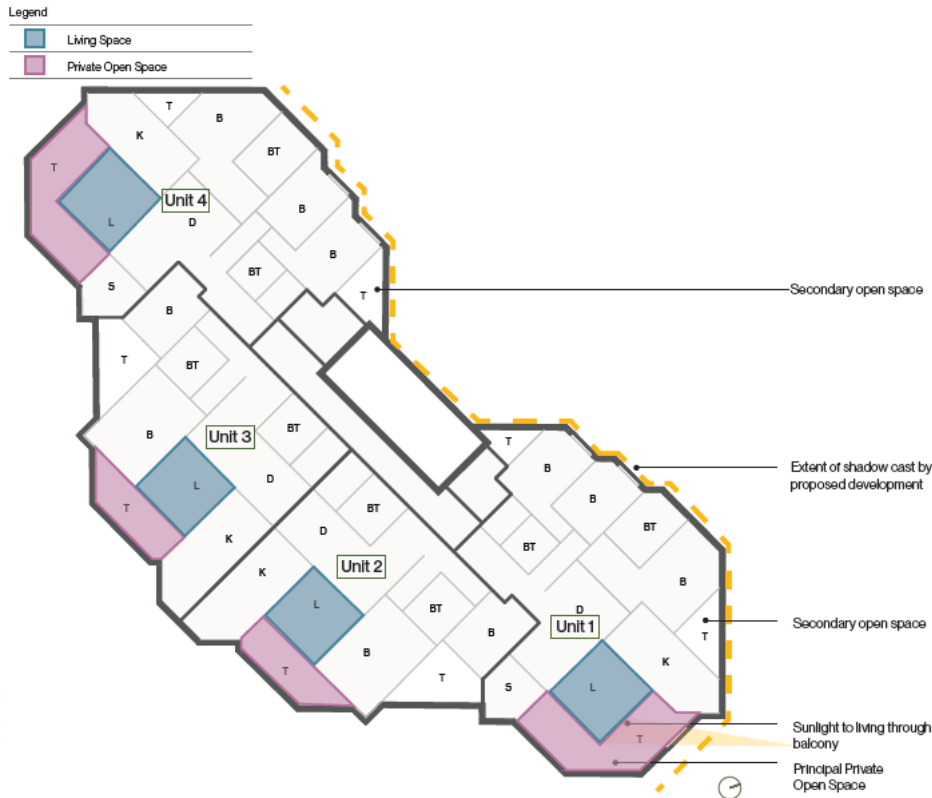 Legend
Living Space
Private Open Space
T
B
K
BT
T
Unit 4
B
L
D
B
BT
S
T
Secondary open space
B
T
BT
B
Unit 3
BT
D
L
T
K
T
B
Extent of shadow cast by
proposed development
B
BT
BT
D
BT
K
Unit 2
L
B
BT
B
D
Unit 1
T
Secondary open space
B
T
B
T
K
S
L
Sunlight to living through
balcony
T
Principal Private
Open Space